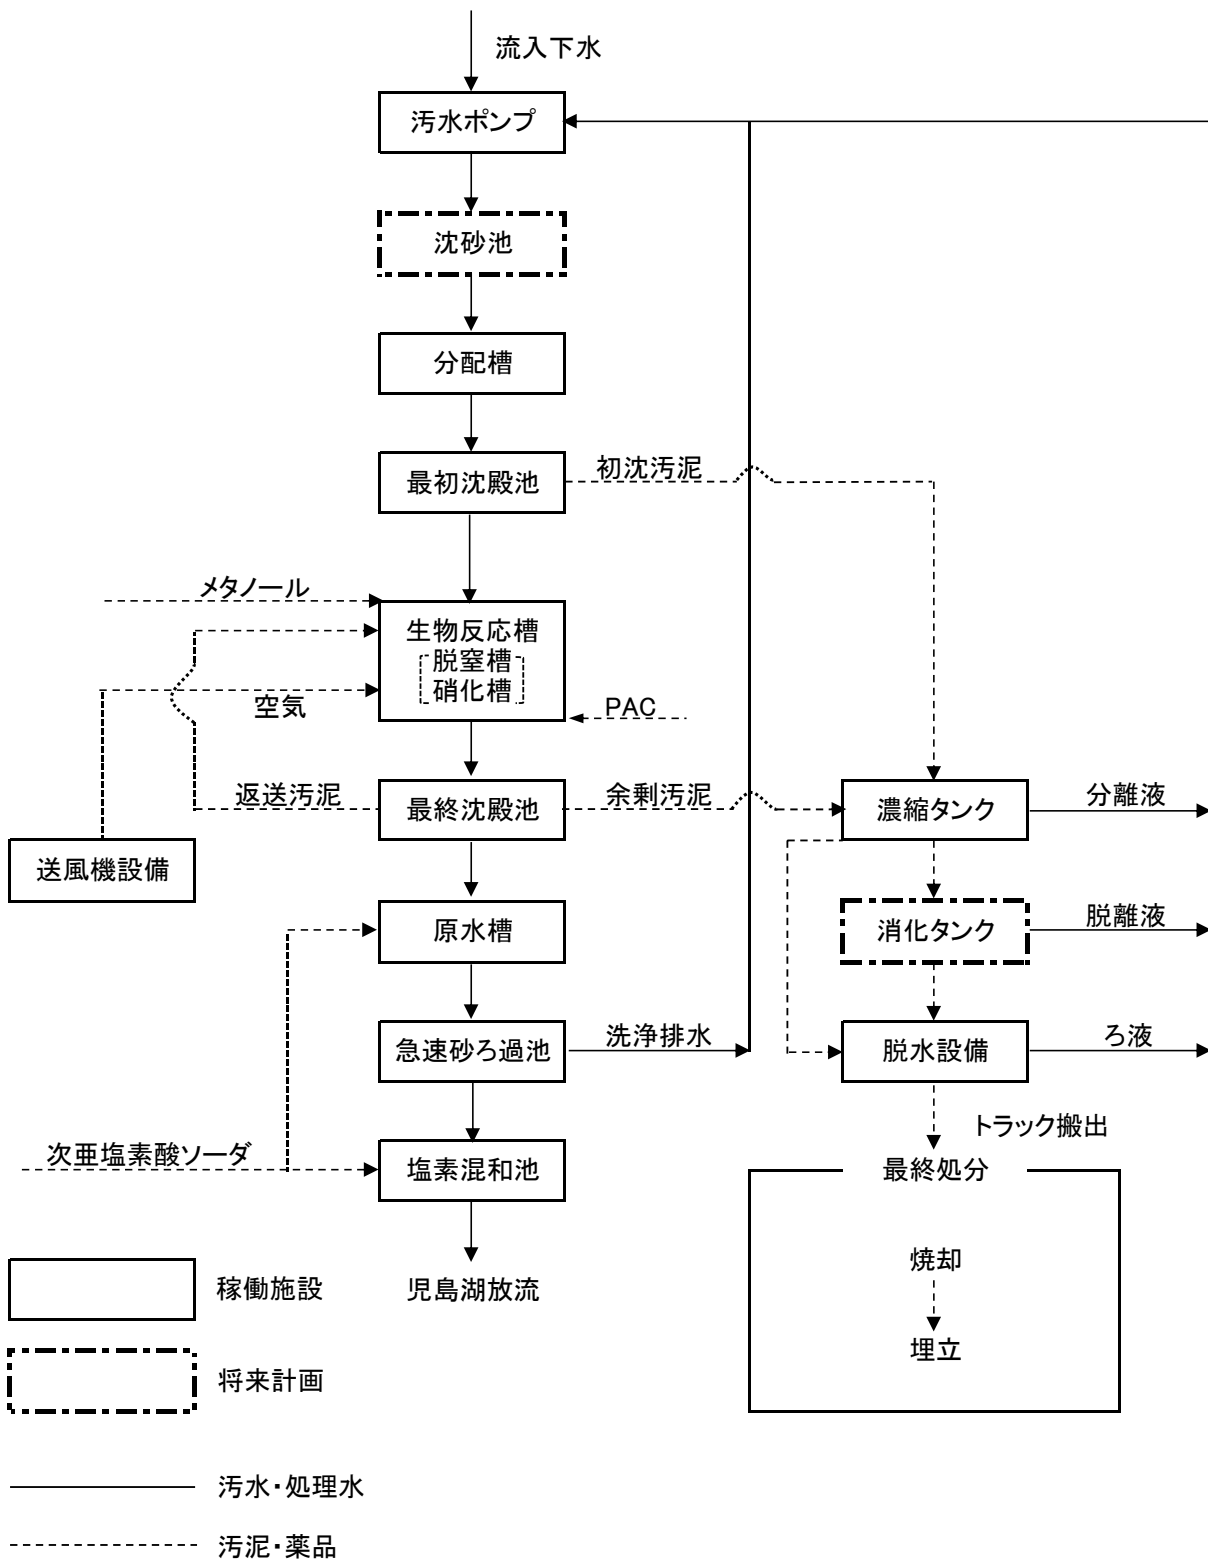 流入下水
汚水ポンプ
沈砂池
分配槽
最初沈殿池
初沈汚泥
メタノール
生物反応槽
脱窒槽
硝化槽
空気
PAC
返送汚泥
最終沈殿池
余剰汚泥
濃縮タンク
分離液
送風機設備
原水槽
消化タンク
脱離液
急速砂ろ過池
洗浄排水
脱水設備
ろ液
トラック搬出
次亜塩素酸ソーダ
塩素混和池
最終処分
焼却
埋立
児島湖放流
稼働施設
将来計画
汚水・処理水
汚泥・薬品